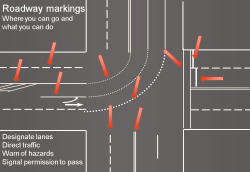 Roadway markings
Where you can go and
what you can do
Designate lanes
Direct traffic
Warn of hazards
Signal permission to pass